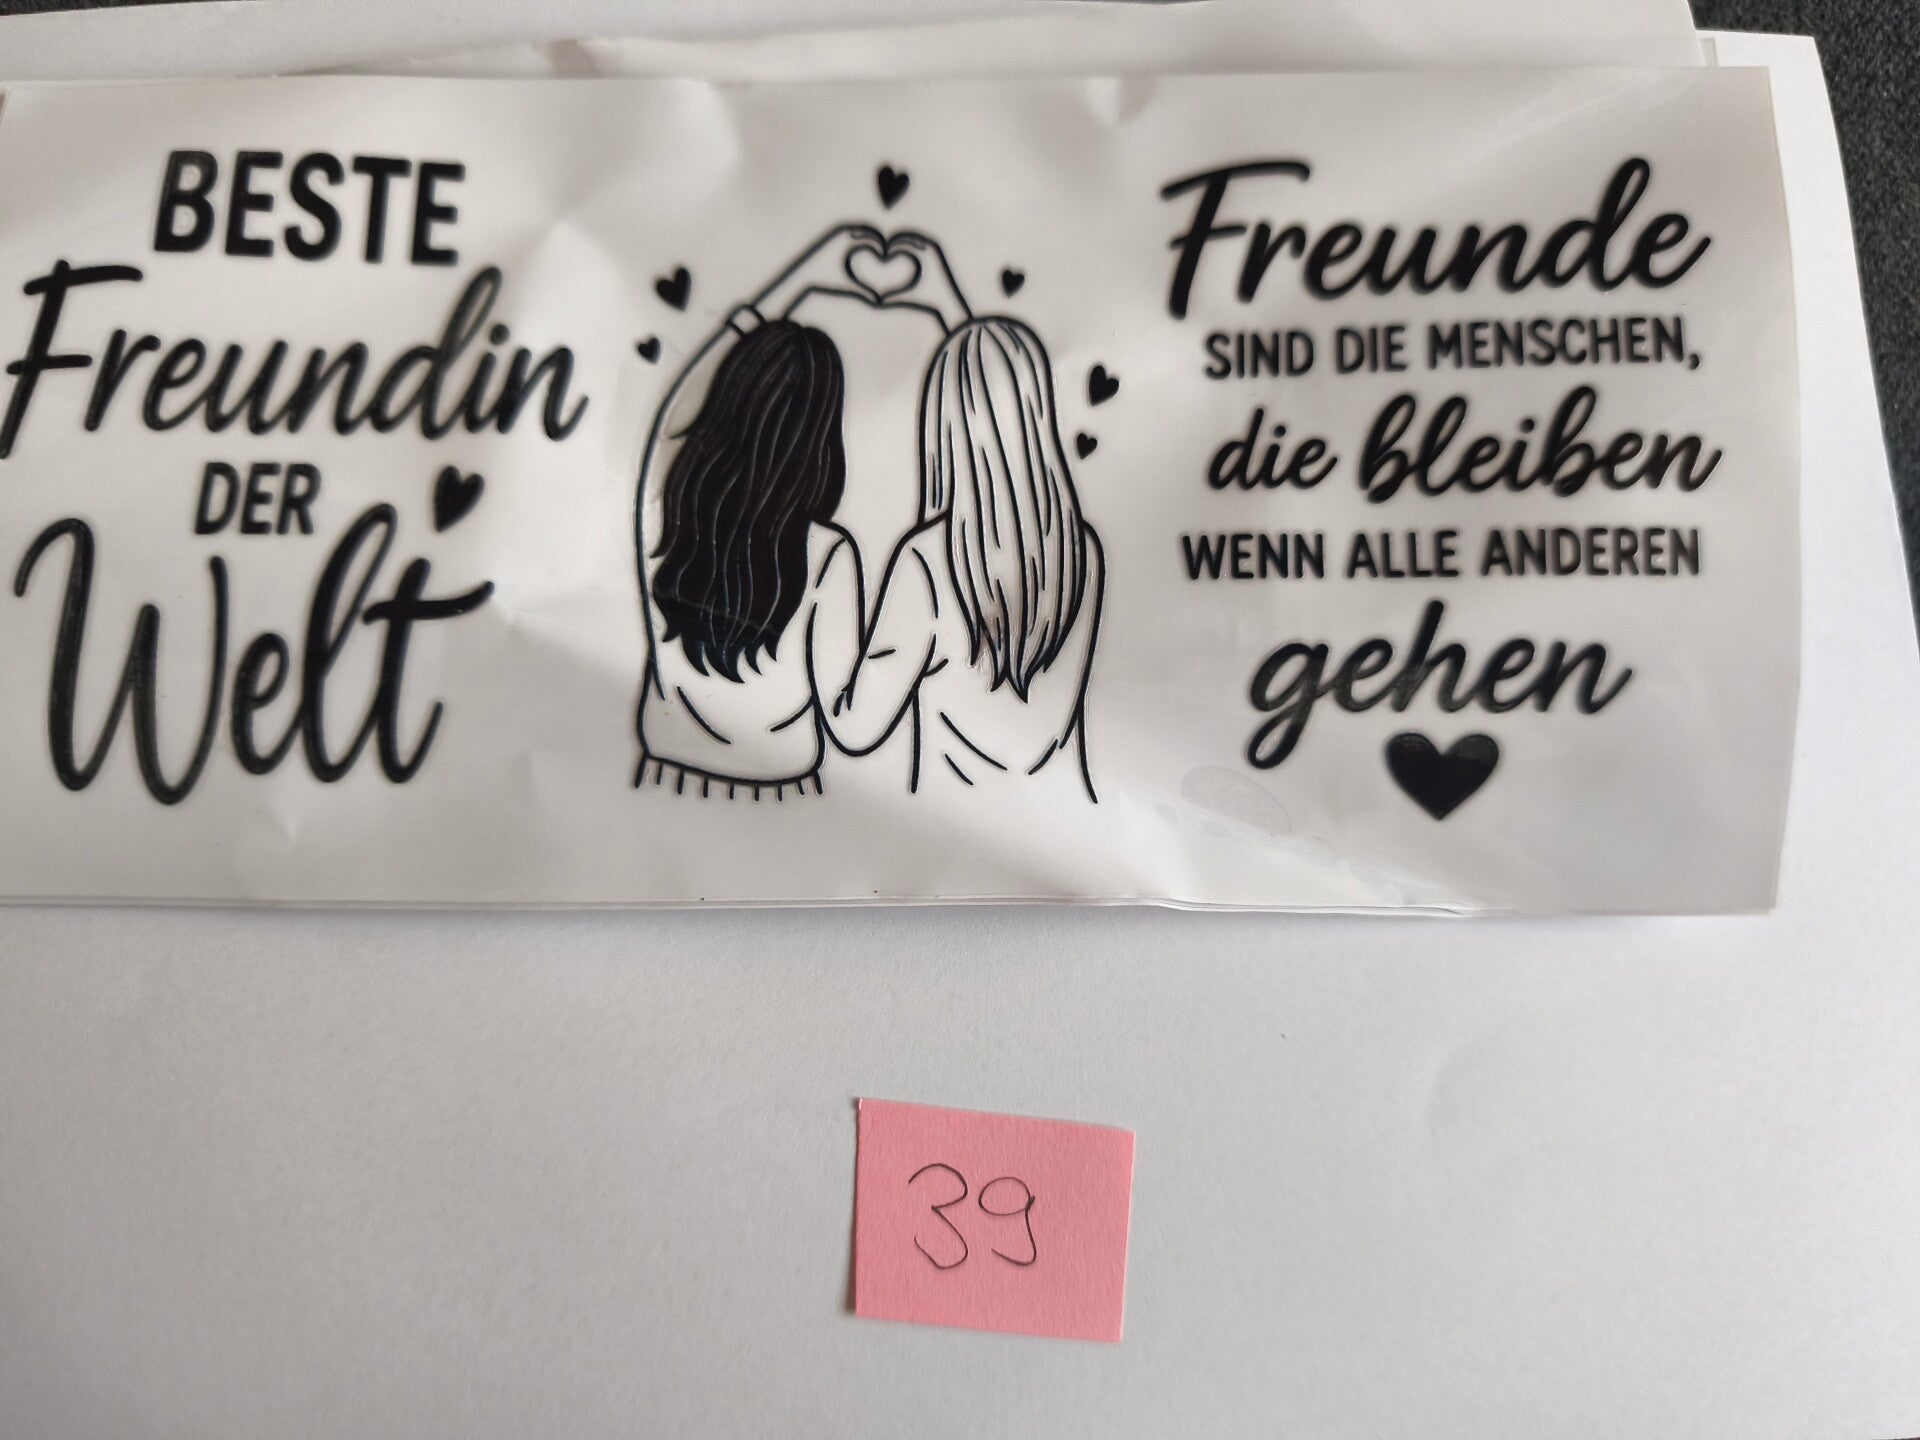 BESTE
Freundin
DER
Welt
Freunde
SIND DIE MENSCHEN,
die bleiben
WENN ALLE ANDEREN
gehen
39